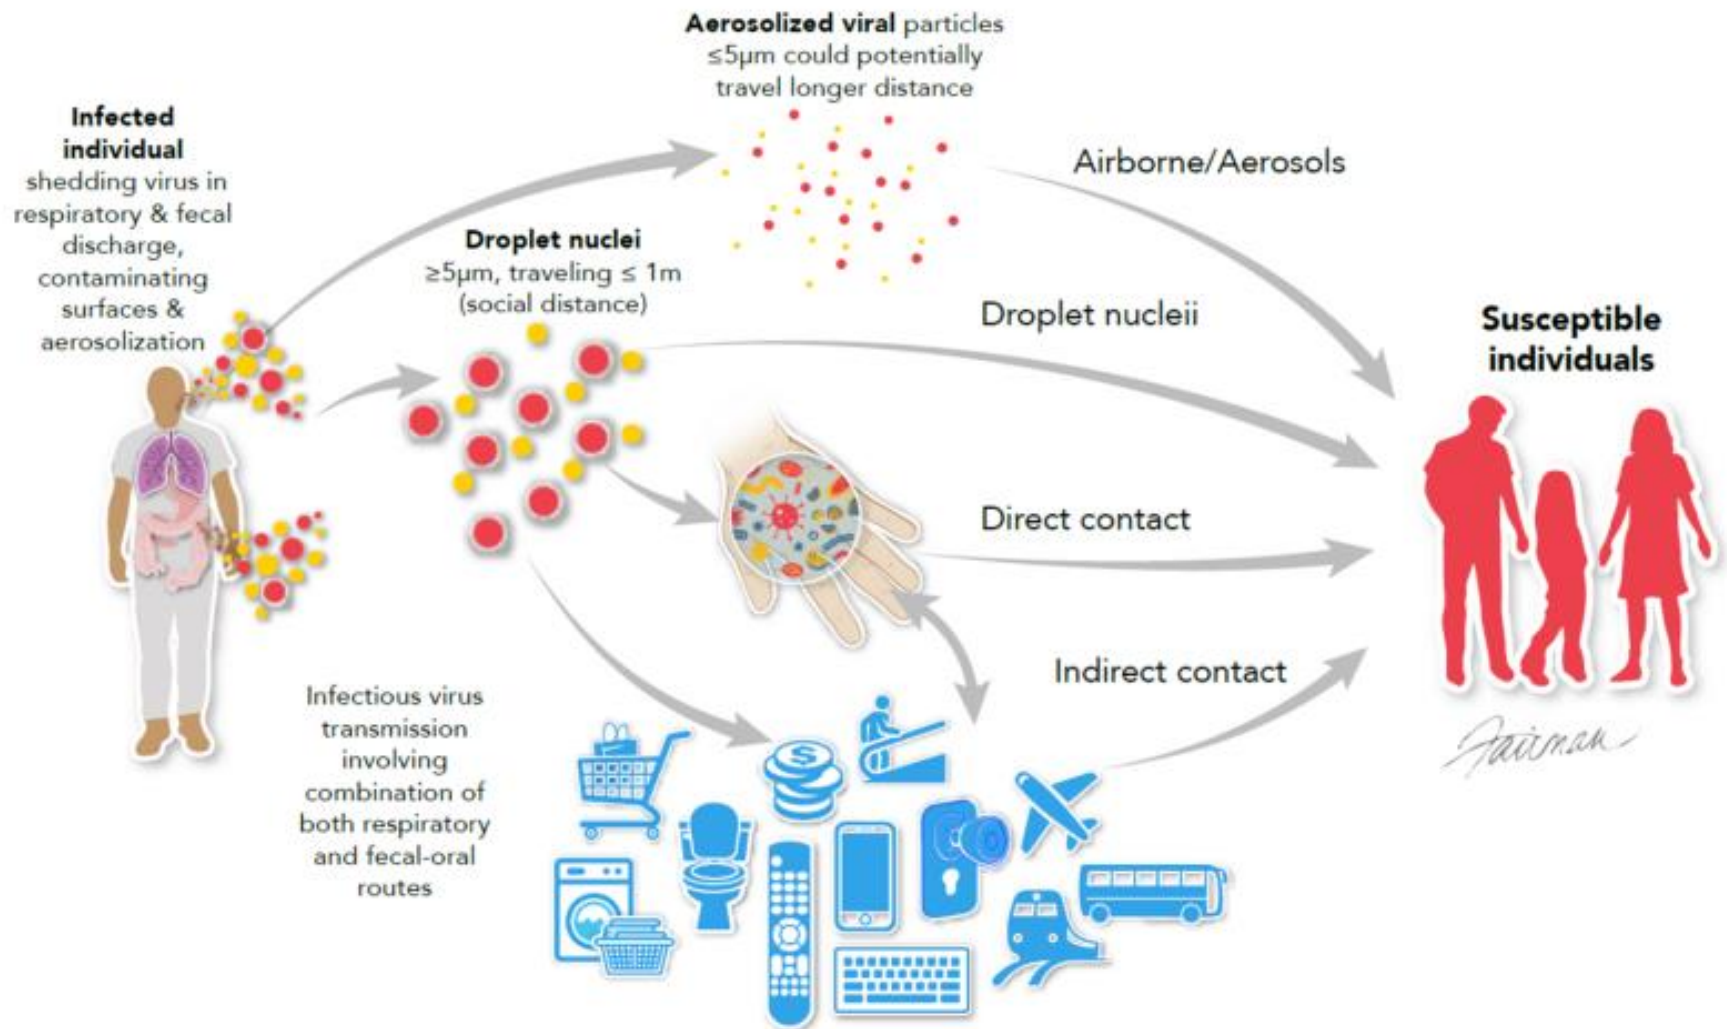 Aerosolized viral particles
≤5μm could potentially
travel longer distance
Infected
individual
shedding virus in
respiratory & fecal
discharge,
contaminating
surfaces &
aerosolization
Droplet nuclei
≥5μm, traveling ≤ 1m
(social distance)
Airborne/Aerosols
Droplet nucleii
Direct contact
Indirect contact
Susceptible
individuals
Fairman
Infectious virus
transmission
involving
combination of
both respiratory
and fecal-oral
routes
$